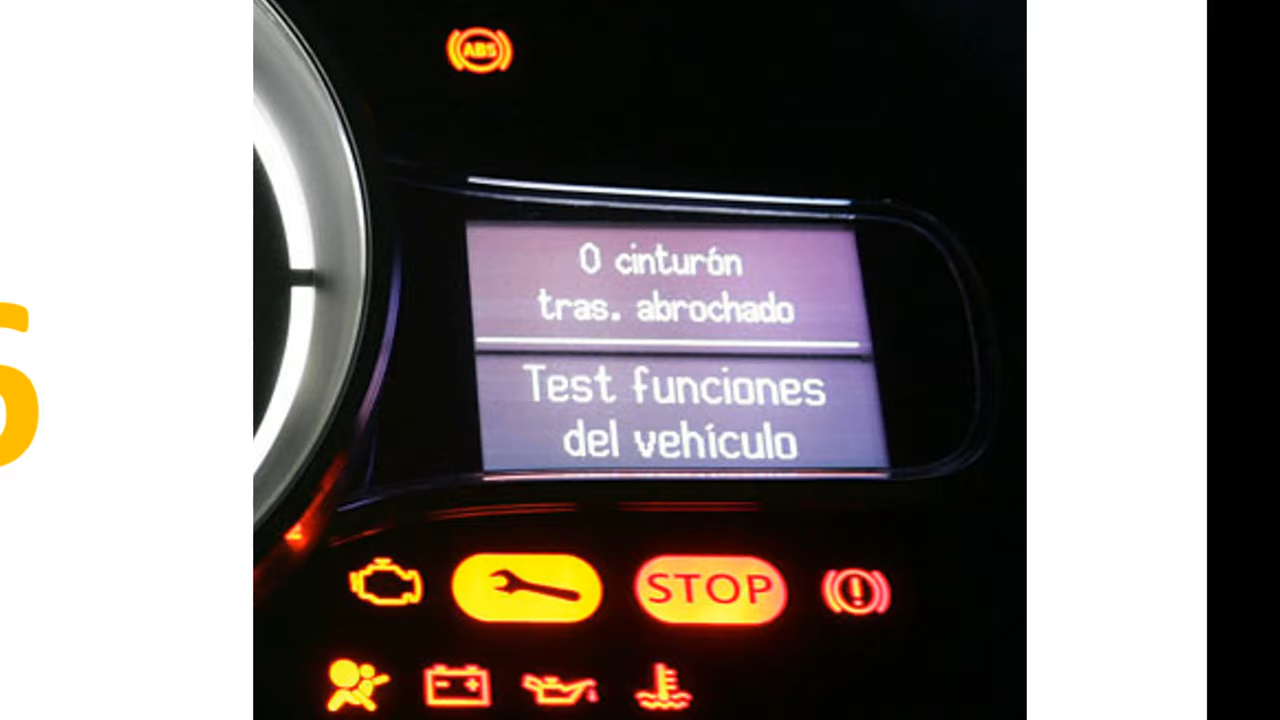 ABS
0 cinturón
tras. abrochado
Test funciones
del vehículo
STOP